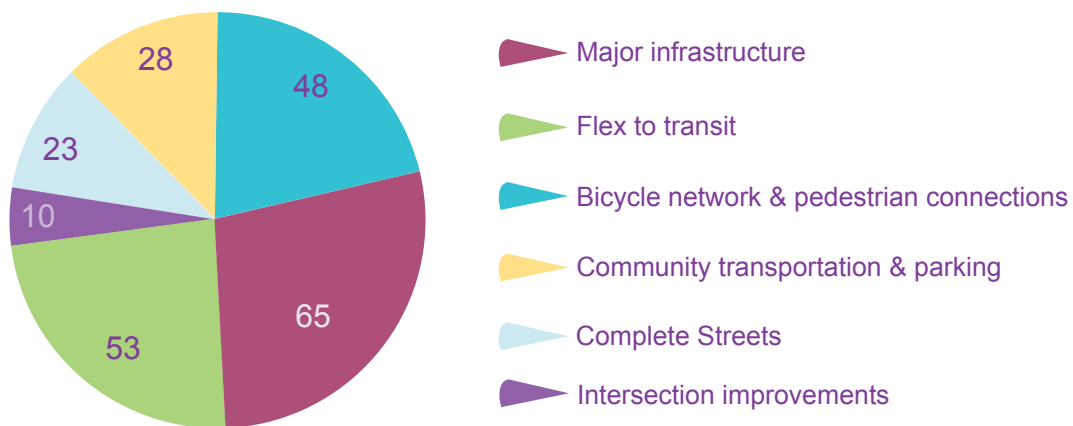 28
48
23
10
65
53
Major infrastructure
Flex to transit
Bicycle network & pedestrian connections
Community transportation & parking
Complete Streets
Intersection improvements